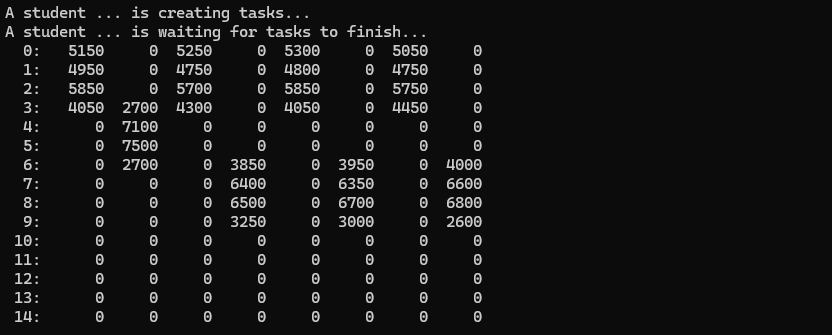 A student ... is creating tasks...
A student ... is waiting for tasks to finish...
  0:   5150     0  5250     0  5300     0  5050     0
  1:   4950     0  4750     0  4800     0  4750     0
  2:   5850     0  5700     0  5850     0  5750     0
  3:   4050  2700  4300     0  4050     0  4450     0
  4:      0  7100     0     0     0     0     0     0
  5:      0  7500     0     0     0     0     0     0
  6:      0  2700     0  3850     0  3950     0  4000
  7:      0     0     0  6400     0  6350     0  6600
  8:      0     0     0  6500     0  6700     0  6800
  9:      0     0     0  3250     0  3000     0  2600
 10:      0     0     0     0     0     0     0     0
 11:      0     0     0     0     0     0     0     0
 12:      0     0     0     0     0     0     0     0
 13:      0     0     0     0     0     0     0     0
 14:      0     0     0     0     0     0     0     0